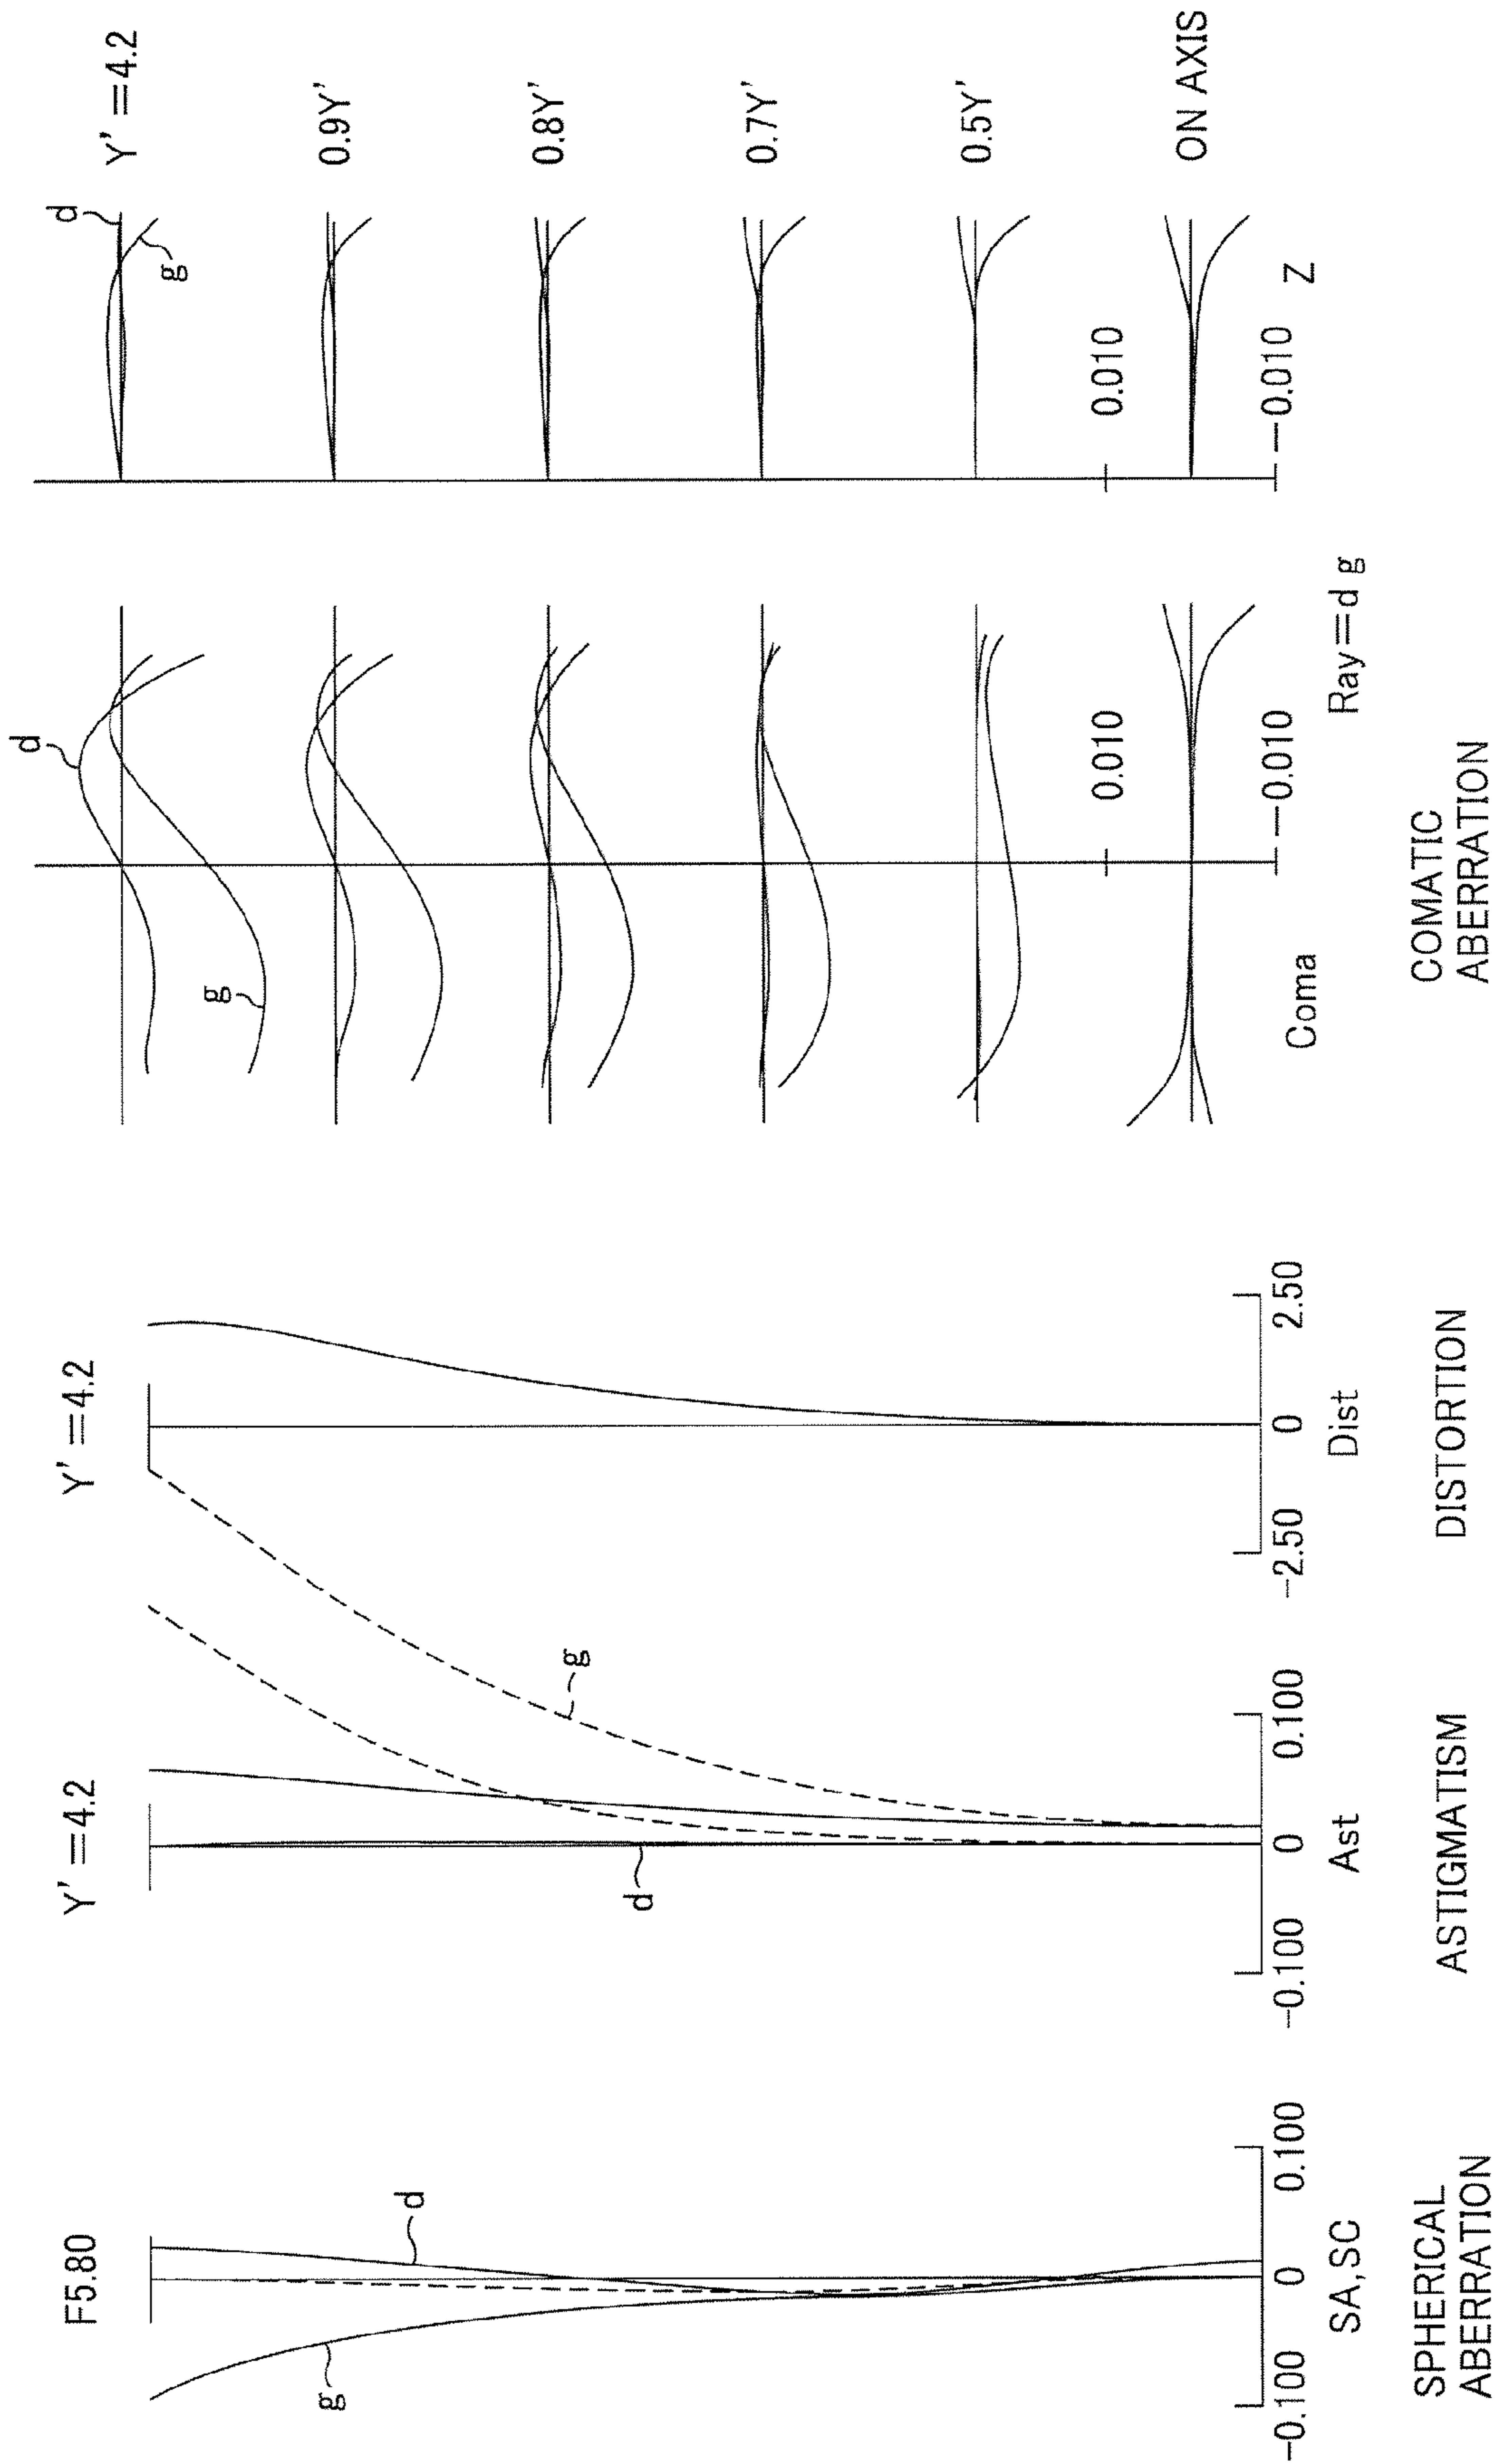 F5.80
d
g
-0.100
0
0.100
SA,SC
SPHERICAL
ABERRATION
Y'=4.2
g
d
-0.100
0
0.100
Ast
ASTIGMATISM
Y'=4.2
-2.50
0
2.50
Dist
DISTORTION
d
g
0.010
-0.010
Coma
Ray=d g
COMATIC
ABERRATION
d
g
Y'=4.2
0.9Y'
0.8Y'
0.7Y'
0.5Y'
0.010
ON AXIS
-0.010
Z